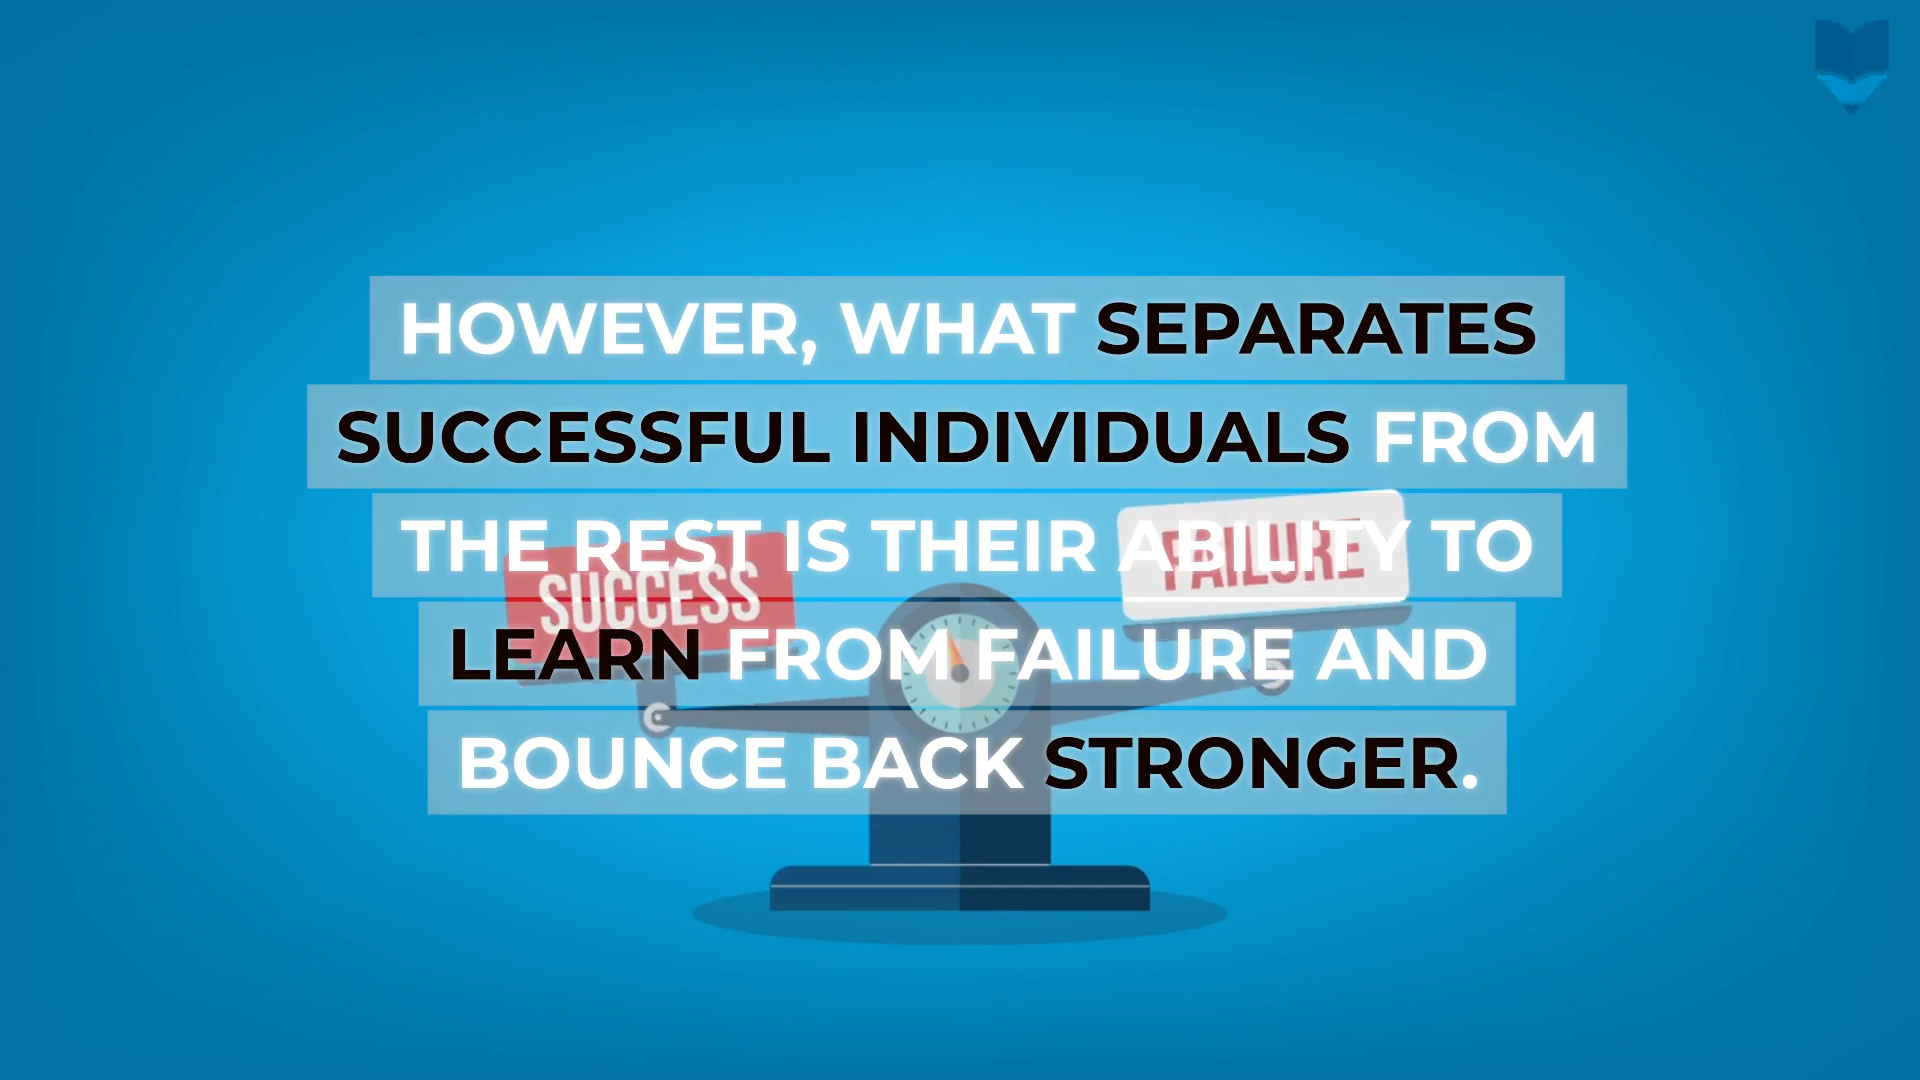 HOWEVER, WHAT SEPARATES
SUCCESSFUL INDIVIDUALS FROM
THE REST IS THEIR ABILITY TO
LEARN FROM FAILURE AND
BOUNCE BACK STRONGER.
SUCCESS
FAILURE